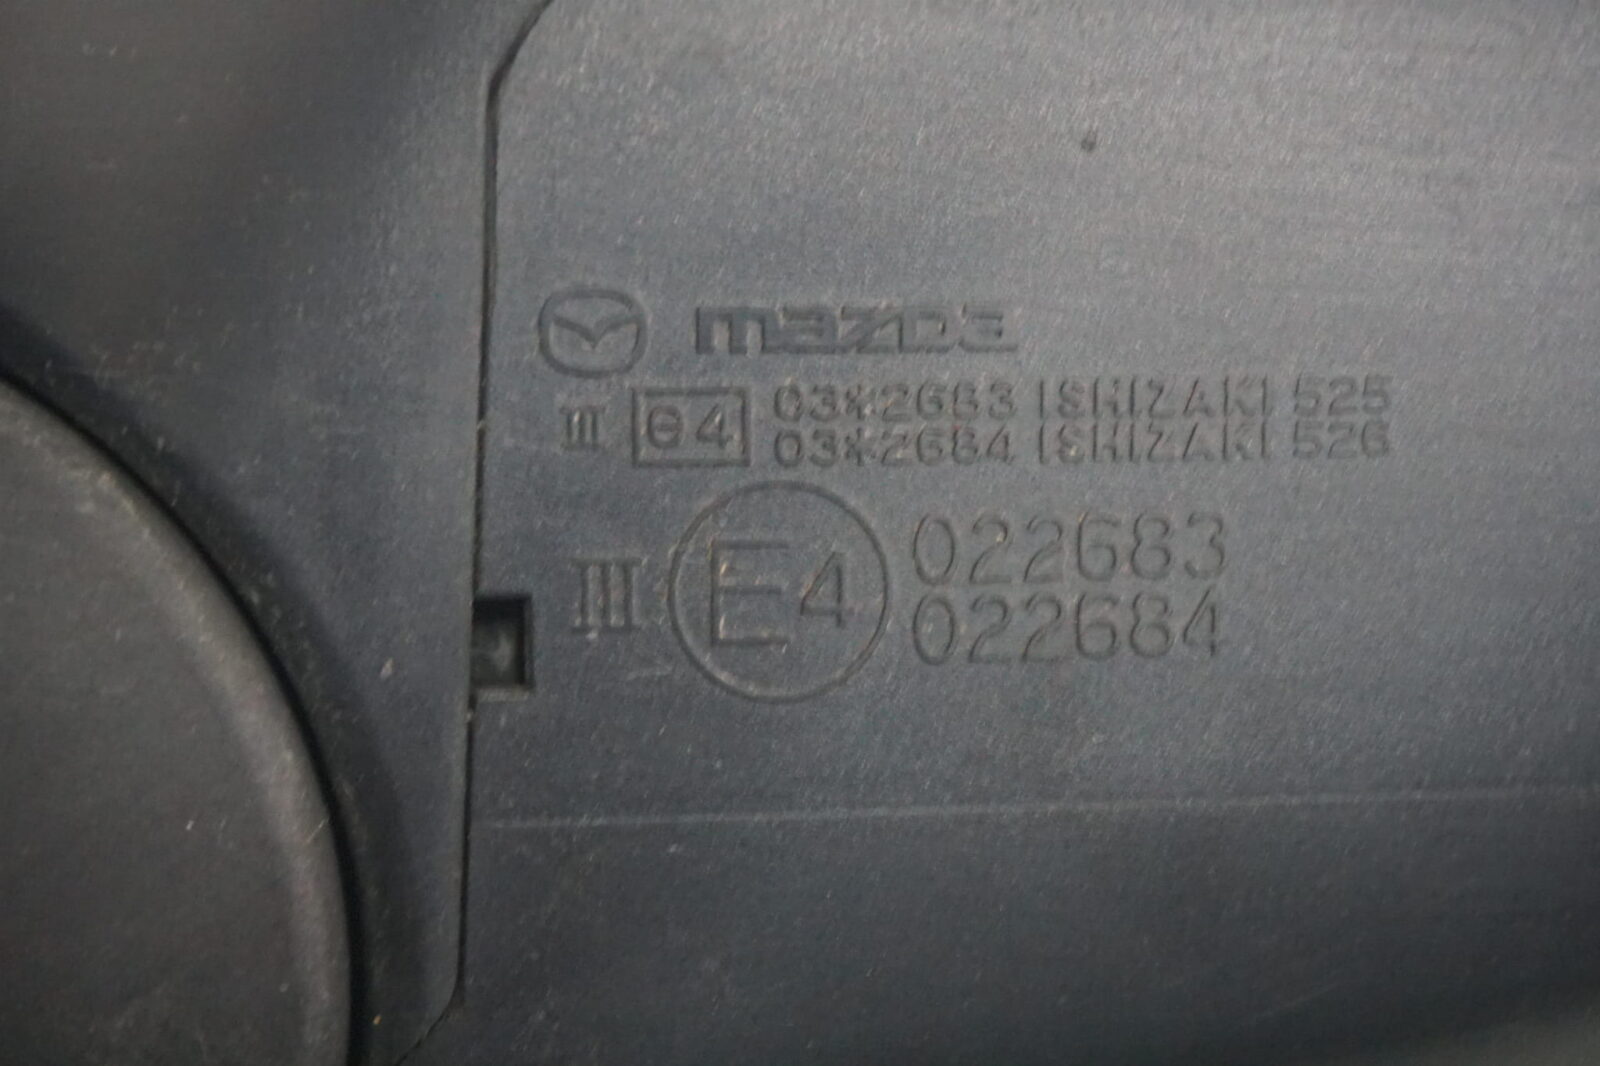 mazda
III e4 03*2683 ISHIZAKI 525
03*2684 ISHIZAKI 526
III E4 022683
022684